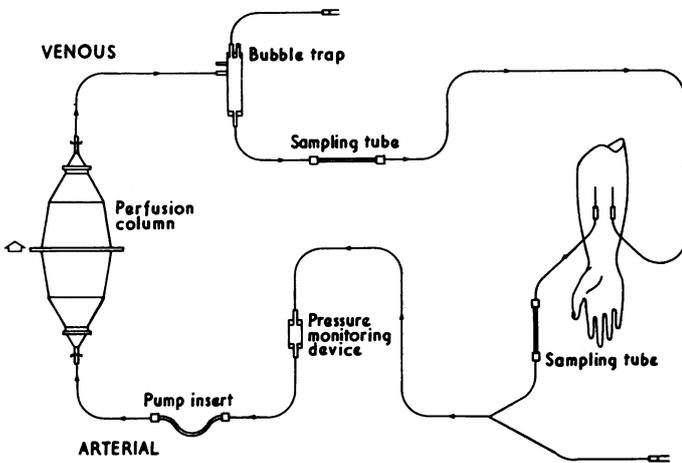 VENOUS
Bubble trap
Sampling tube
Perfusion
column
Pressure
monitoring
device
Sampling tube
Pump insert
ARTERIAL